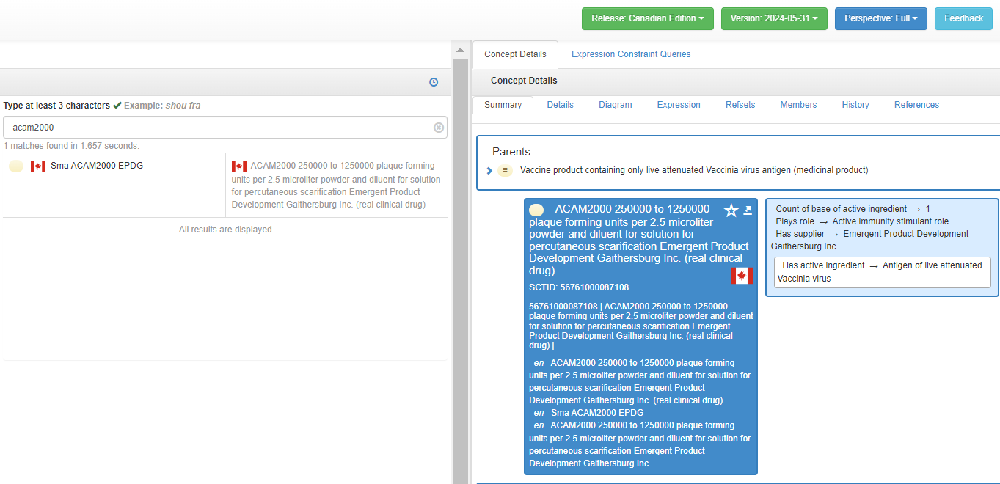 Release: Canadian Edition
Version: 2024-05-31
Perspective: Full
Feedback
Type at least 3 characters ✔ Example: shou fra
acam2000
1 matches found in 1.657 seconds.
Sma ACAM2000 EPDG
ACAM2000 250000 to 1250000 plaque forming
units per 2.5 microliter powder and diluent for solution
for percutaneous scarification Emergent Product
Development Gaithersburg Inc. (real clinical drug)
All results are displayed
Concept Details
Expression Constraint Queries
Concept Details
Summary
Details
Diagram
Expression
Refsets
Members
History
References
Parents
≡ Vaccine product containing only live attenuated Vaccinia virus antigen (medicinal product)
ACAM2000 250000 to 1250000
plaque forming units per 2.5 microliter
powder and diluent for solution for
percutaneous scarification Emergent Product
Development Gaithersburg Inc. (real clinical
drug)
SCTID: 56761000087108
56761000087108 | ACAM2000 250000 to 1250000
plaque forming units per 2.5 microliter powder and diluent
for solution for percutaneous scarification Emergent
Product Development Gaithersburg Inc. (real clinical
drug) |
en ACAM2000 250000 to 1250000 plaque forming
units per 2.5 microliter powder and diluent for solution for
percutaneous scarification Emergent Product
Development Gaithersburg Inc. (real clinical drug)
en Sma ACAM2000 EPDG
en ACAM2000 250000 to 1250000 plaque forming
units per 2.5 microliter powder and diluent for solution for
percutaneous scarification Emergent Product
Development Gaithersburg Inc.
Count of base of active ingredient → 1
Plays role → Active immunity stimulant role
Has supplier → Emergent Product Development
Gaithersburg Inc.
Has active ingredient → Antigen of live attenuated
Vaccinia virus